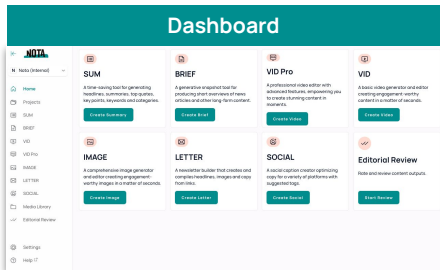 Dashboard
NOTA
N Nota (Internal)
Home
Projects
SUM
BRIEF
VID
VID Pro
IMAGE
LETTER
SOCIAL
Media Library
Editorial Review
Settings
Help
SUM
A time-saving tool for generating
headlines, summaries, top quotes,
key points, keywords and categories.
Create Summary
BRIEF
A generative snapshot tool for
producing short overviews of news
articles and other long-form content.
Create Brief
VID Pro
A professional video editor with
advanced features, empowering you
to create stunning content in
moments.
Create Video
VID
A basic video generator and editor
creating engagement-worthy
content in a matter of seconds.
Create Video
IMAGE
A comprehensive image generator
and editor creating engagement-
worthy images in a matter of seconds.
Create Image
LETTER
A newsletter builder that creates and
compiles headlines, images and copy
from links.
Create Letter
SOCIAL
A social caption creator optimizing
copy for a variety of platforms with
suggested tags.
Create Social
Editorial Review
Rate and review content outputs.
Start Review